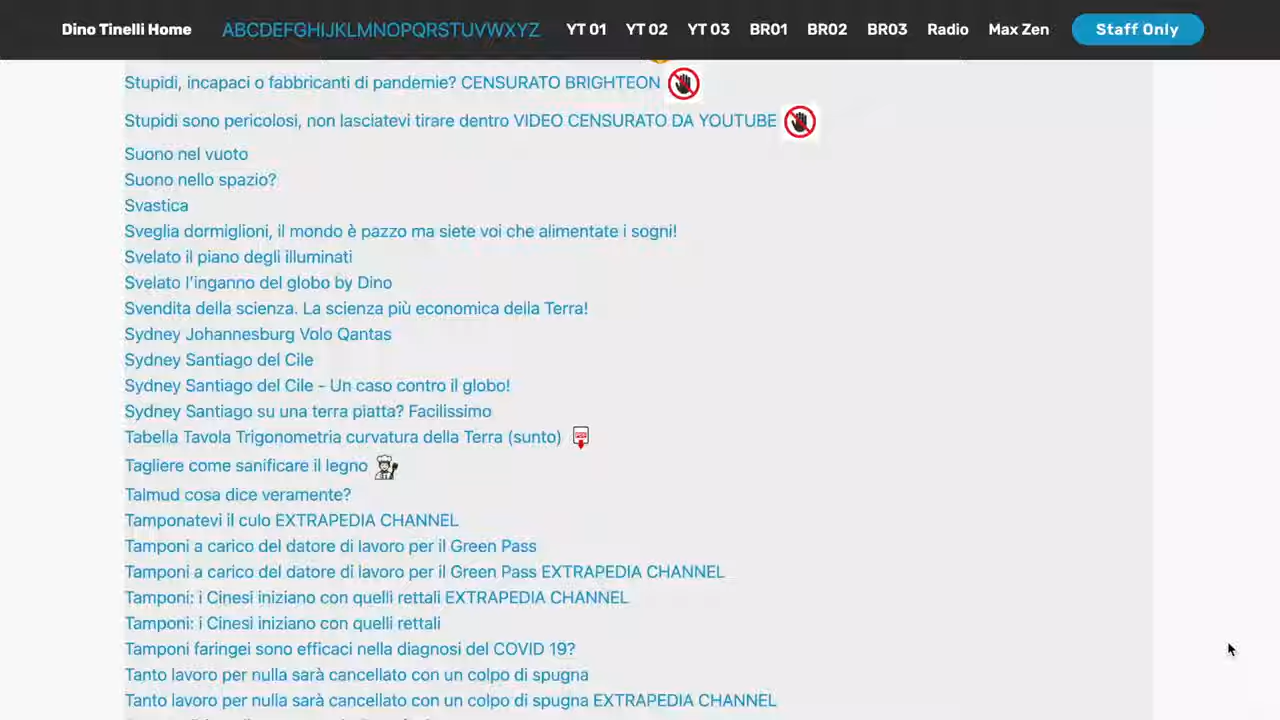 Dino Tinelli Home ABCDEFGHIJKLMNOPQRSTUVWXYZ YT 01 YT 02 YT 03 BR01 BR02 BR03 Radio Max Zen Staff Only
Stupidi, incapaci o fabbricanti di pandemie? CENSURATO BRIGHTEON
Stupidi sono pericolosi, non lasciatevi tirare dentro VIDEO CENSURATO DA YOUTUBE
Suono nel vuoto
Suono nello spazio?
Svastica
Sveglia dormiglioni, il mondo è pazzo ma siete voi che alimentate i sogni!
Svelato il piano degli illuminati
Svelato l'inganno del globo by Dino
Svendita della scienza. La scienza più economica della Terra!
Sydney Johannesburg Volo Qantas
Sydney Santiago del Cile
Sydney Santiago del Cile - Un caso contro il globo!
Sydney Santiago su una terra piatta? Facilissimo
Tabella Tavola Trigonometria curvatura della Terra (sunto)
Tagliere come sanificare il legno
Talmud cosa dice veramente?
Tamponatevi il culo EXTRAPEDIA CHANNEL
Tamponi a carico del datore di lavoro per il Green Pass
Tamponi a carico del datore di lavoro per il Green Pass EXTRAPEDIA CHANNEL
Tamponi: i Cinesi iniziano con quelli rettali EXTRAPEDIA CHANNEL
Tamponi: i Cinesi iniziano con quelli rettali
Tamponi faringei sono efficaci nella diagnosi del COVID 19?
Tanto lavoro per nulla sarà cancellato con un colpo di spugna
Tanto lavoro per nulla sarà cancellato con un colpo di spugna EXTRAPEDIA CHANNEL